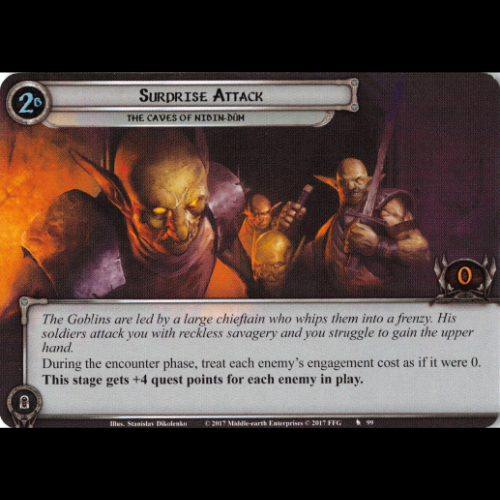 2B
SURPRISE ATTACK
THE CAVES OF NIBIN-DÛM
0
The Goblins are led by a large chieftain who whips them into a frenzy. His
soldiers attack you with reckless savagery and you struggle to gain the upper
hand.
During the encounter phase, treat each enemy's engagement cost as if it were 0.
This stage gets +4 quest points for each enemy in play.
Illus. Stanislav Dikolenko © 2017 Middle-earth Enterprises © 2017 FFG 99